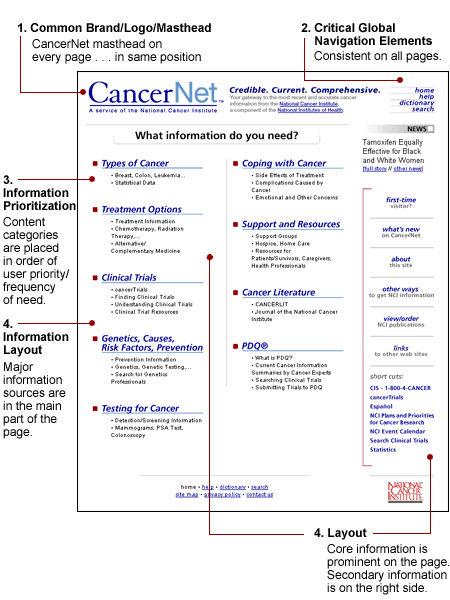 1. Common Brand/Logo/Masthead
CancerNet masthead on
every page . . . in same position
2. Critical Global
Navigation Elements
Consistent on all pages.
CancerNet™
A service of the National Cancer Institute
Credible. Current. Comprehensive.
Your gateway to the most recent and accurate cancer
information from the National Cancer Institute,
a component of the National Institutes of Health.
home
help
dictionary
search
What information do you need?
NEWS
Tamoxifen Equally
Effective for Black
and White Women
[full story // other news]
3.
Information
Prioritization
Content
categories
are placed
in order of
user priority/
frequency
of need.
4.
Information
Layout
Major
information
sources are
in the main
part of the
page.
Types of Cancer
• Breast, Colon, Leukemia...
• Statistical Data
Treatment Options
• Treatment Information
• Chemotherapy, Radiation
Therapy,...
• Alternative/
Complementary Medicine
Clinical Trials
• cancerTrials
• Finding Clinical Trials
• Understanding Clinical Trials
• Clinical Trial Resources
Genetics, Causes,
Risk Factors, Prevention
• Prevention Information
• Genetics, Genetic Testing,...
• Search for Genetics
Professionals
Testing for Cancer
• Detection/Screening Information
• Mammograms, PSA Test,
Colonoscopy
Coping with Cancer
• Side Effects of Treatment
• Complications Caused by
Cancer
• Emotional and Other Concerns
Support and Resources
• Support Groups
• Hospice, Home Care
• Resources for
Patients/Survivors, Caregivers,
Health Professionals
Cancer Literature
• CANCERLIT
• Journal of the National Cancer
Institute
PDQ®
• What is PDQ?
• Current Cancer Information
Summaries by Cancer Experts
• Searching Clinical Trials
• Submitting Trials to PDQ
first-time
visitor?
what's new
on CancerNet
about
this site
other ways
to get NCI information
view/order
NCI publications
links
to other web sites
short cuts:
CIS - 1-800-4-CANCER
cancerTrials
Español
NCI Plans and Priorities
for Cancer Research
NCI Event Calendar
Search Clinical Trials
Statistics
home • help • dictionary • search
site map • privacy policy • contact us
NATIONAL
CANCER
INSTITUTE
4. Layout
Core information is
prominent on the page.
Secondary information
is on the right side.